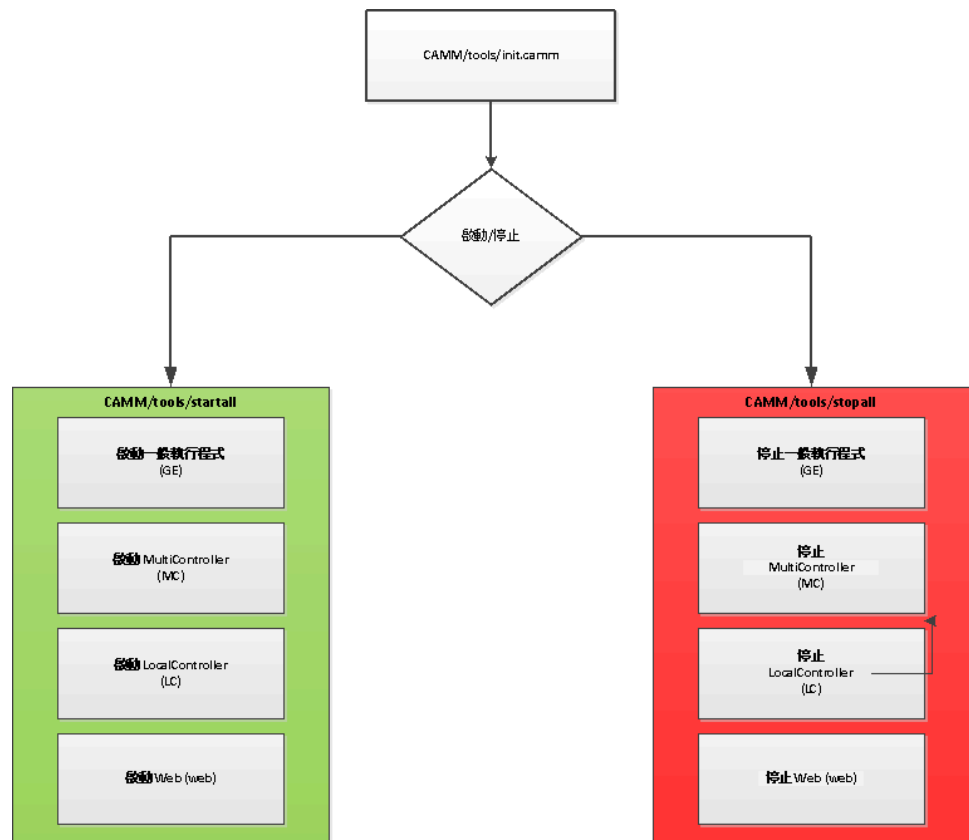 CAMM/tools/init.camm
啟動/停止
CAMM/tools/startall
啟動一般執行程式
(GE)
啟動 MultiController
(MC)
啟動 LocalController
(LC)
啟動 Web (web)
CAMM/tools/stopall
停止一般執行程式
(GE)
停止
MultiController
(MC)
停止
LocalController
(LC)
停止 Web (web)